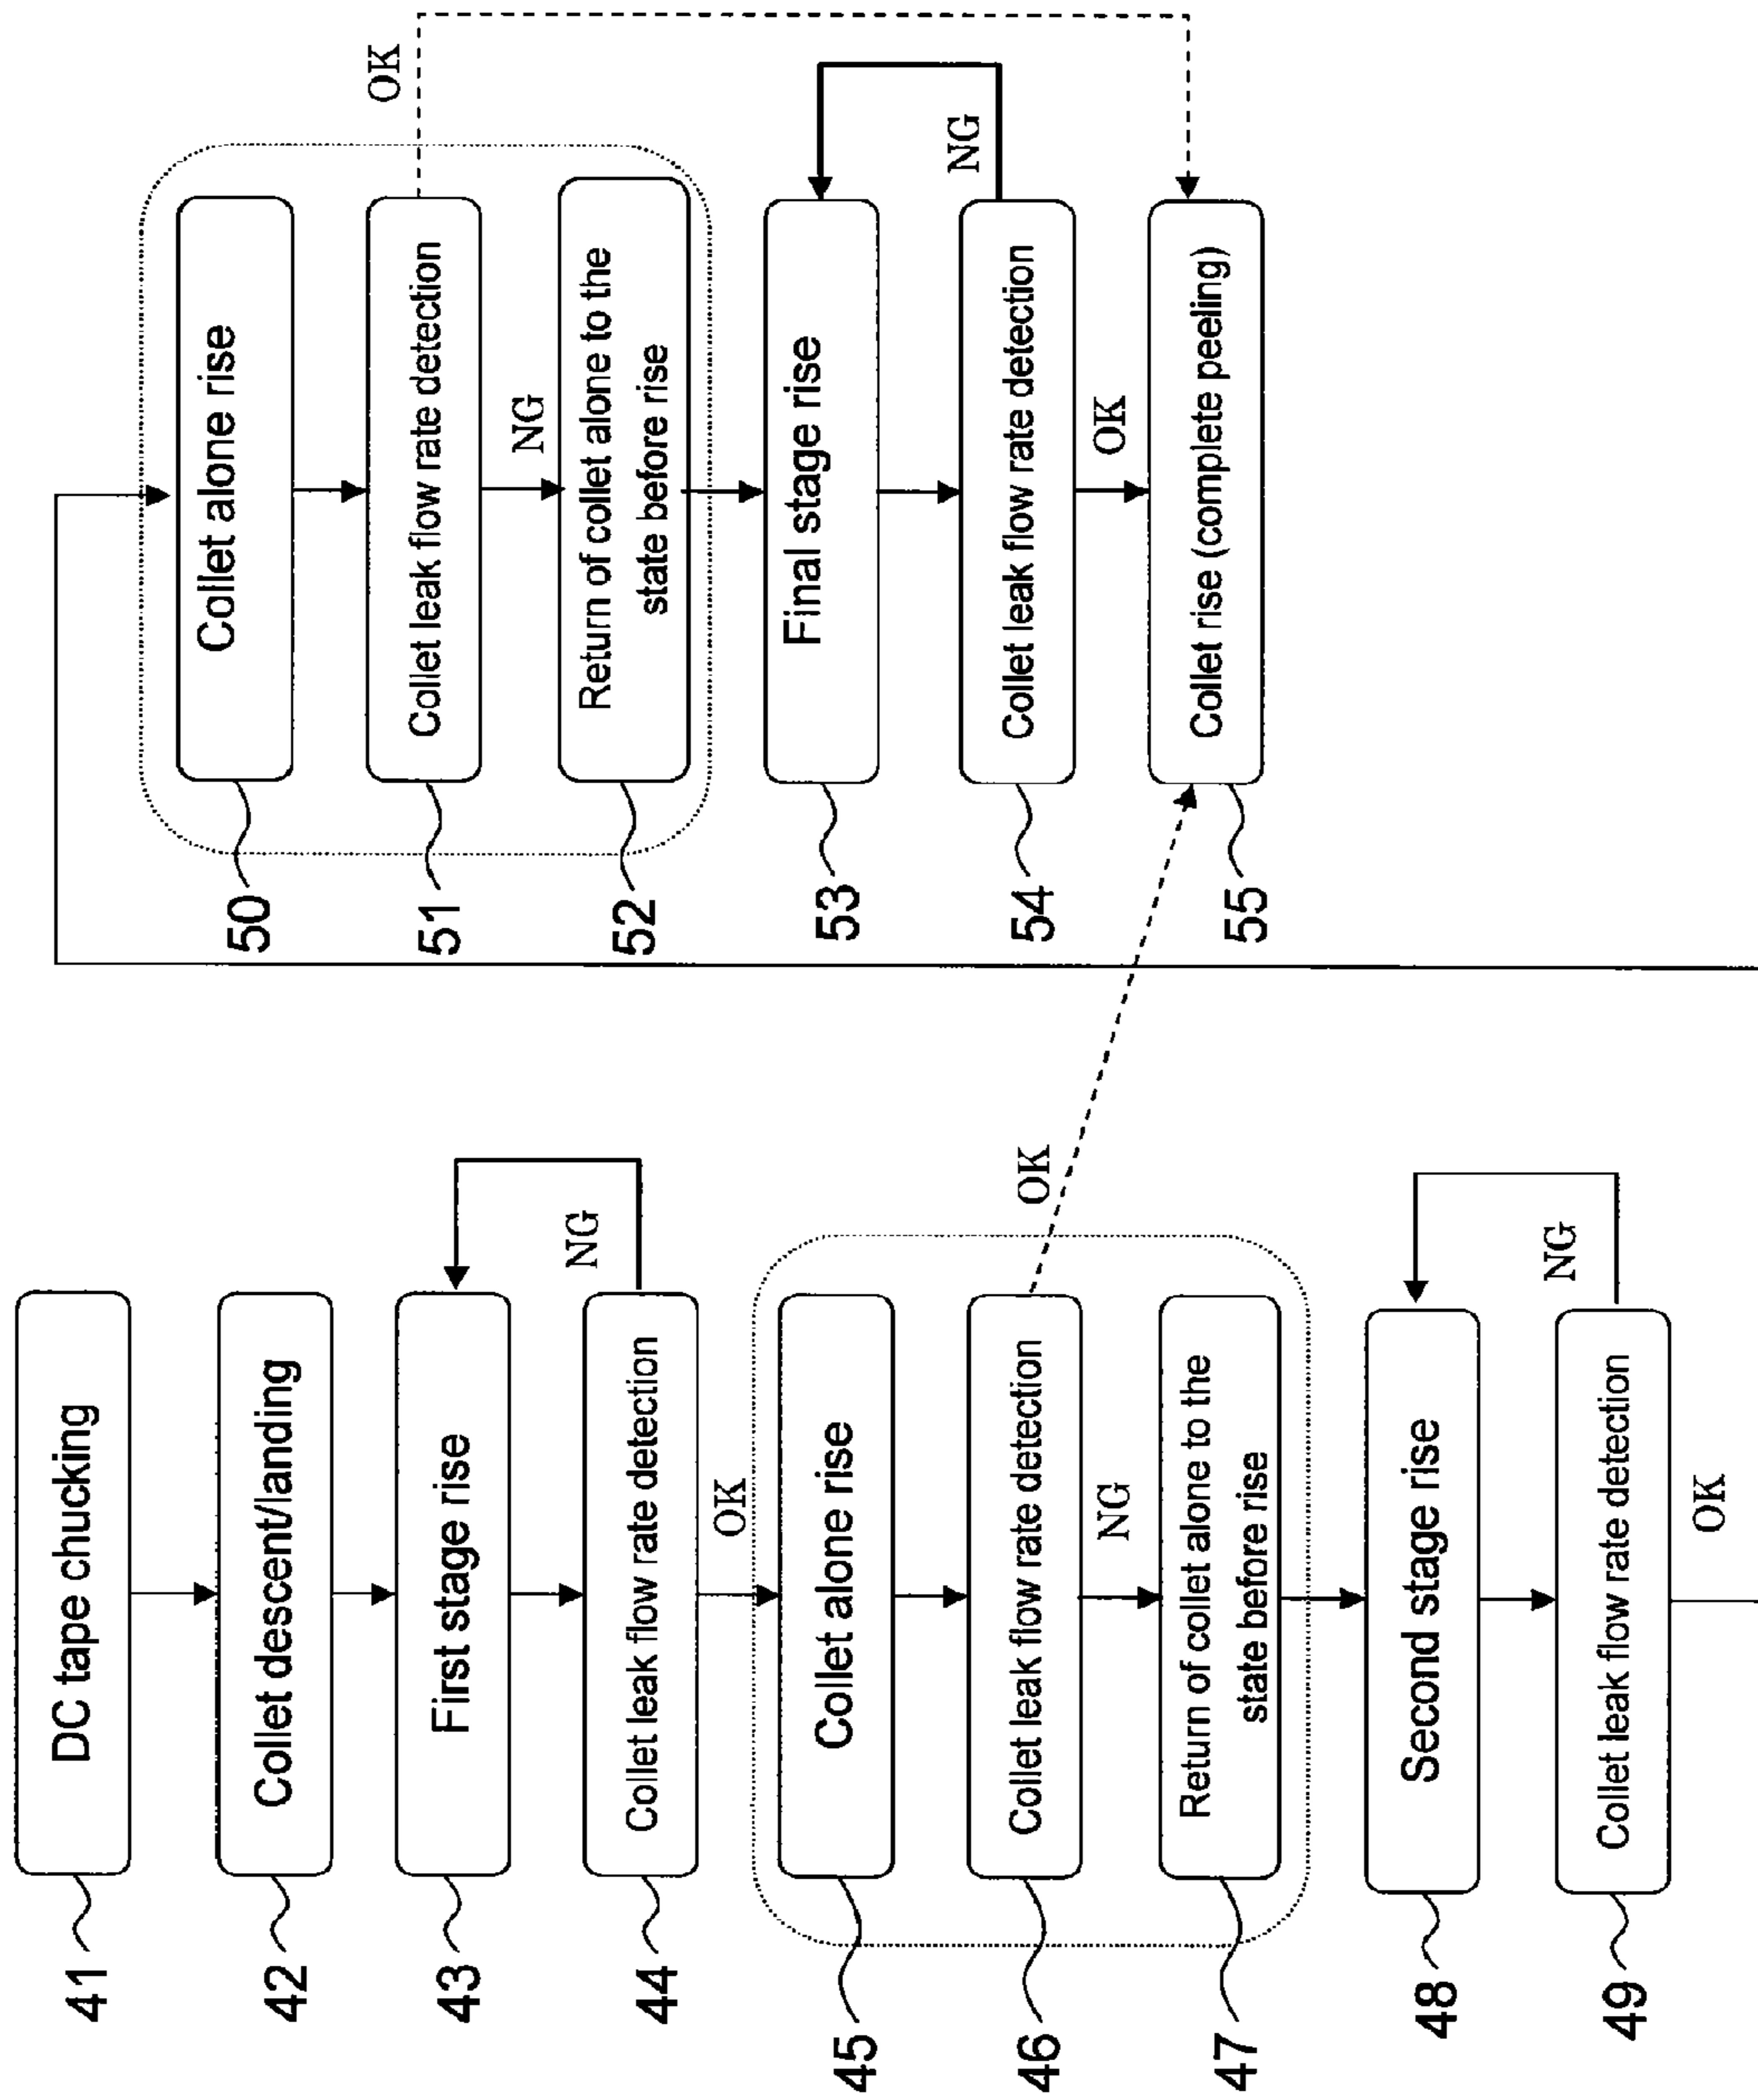 41
DC tape chucking
42
Collet descent/landing
43
First stage rise
NG
44
Collet leak flow rate detection
OK
45
Collet alone rise
46
Collet leak flow rate detection
OK
NG
47
Return of collet alone to the
state before rise
48
Second stage rise
NG
49
Collet leak flow rate detection
OK
50
Collet alone rise
OK
51
Collet leak flow rate detection
NG
52
Return of collet alone to the
state before rise
53
Final stage rise
NG
54
Collet leak flow rate detection
OK
55
Collet rise (complete peeling)